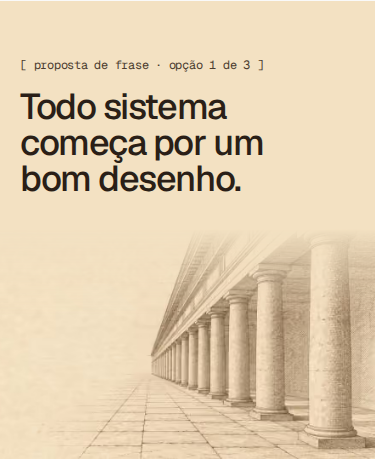 [ proposta de frase · opção 1 de 3 ]
Todo sistema
começa por um
bom desenho.